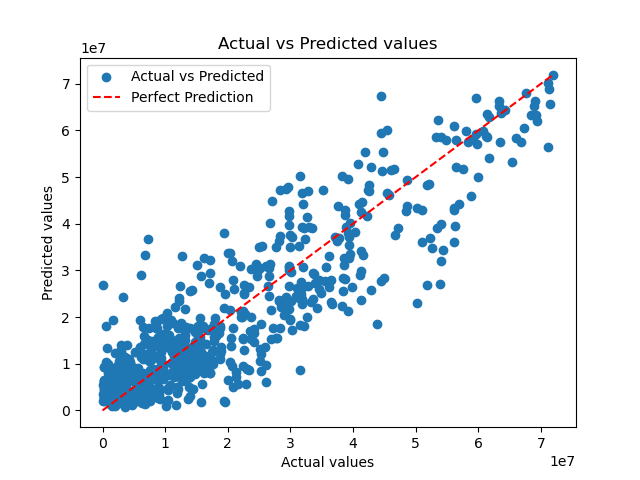 Actual vs Predicted values
1e7
Actual vs Predicted
Perfect Prediction
7
6
5
4
3
2
1
0
Predicted values
0 1 2 3 4 5 6 7
Actual values
1e7